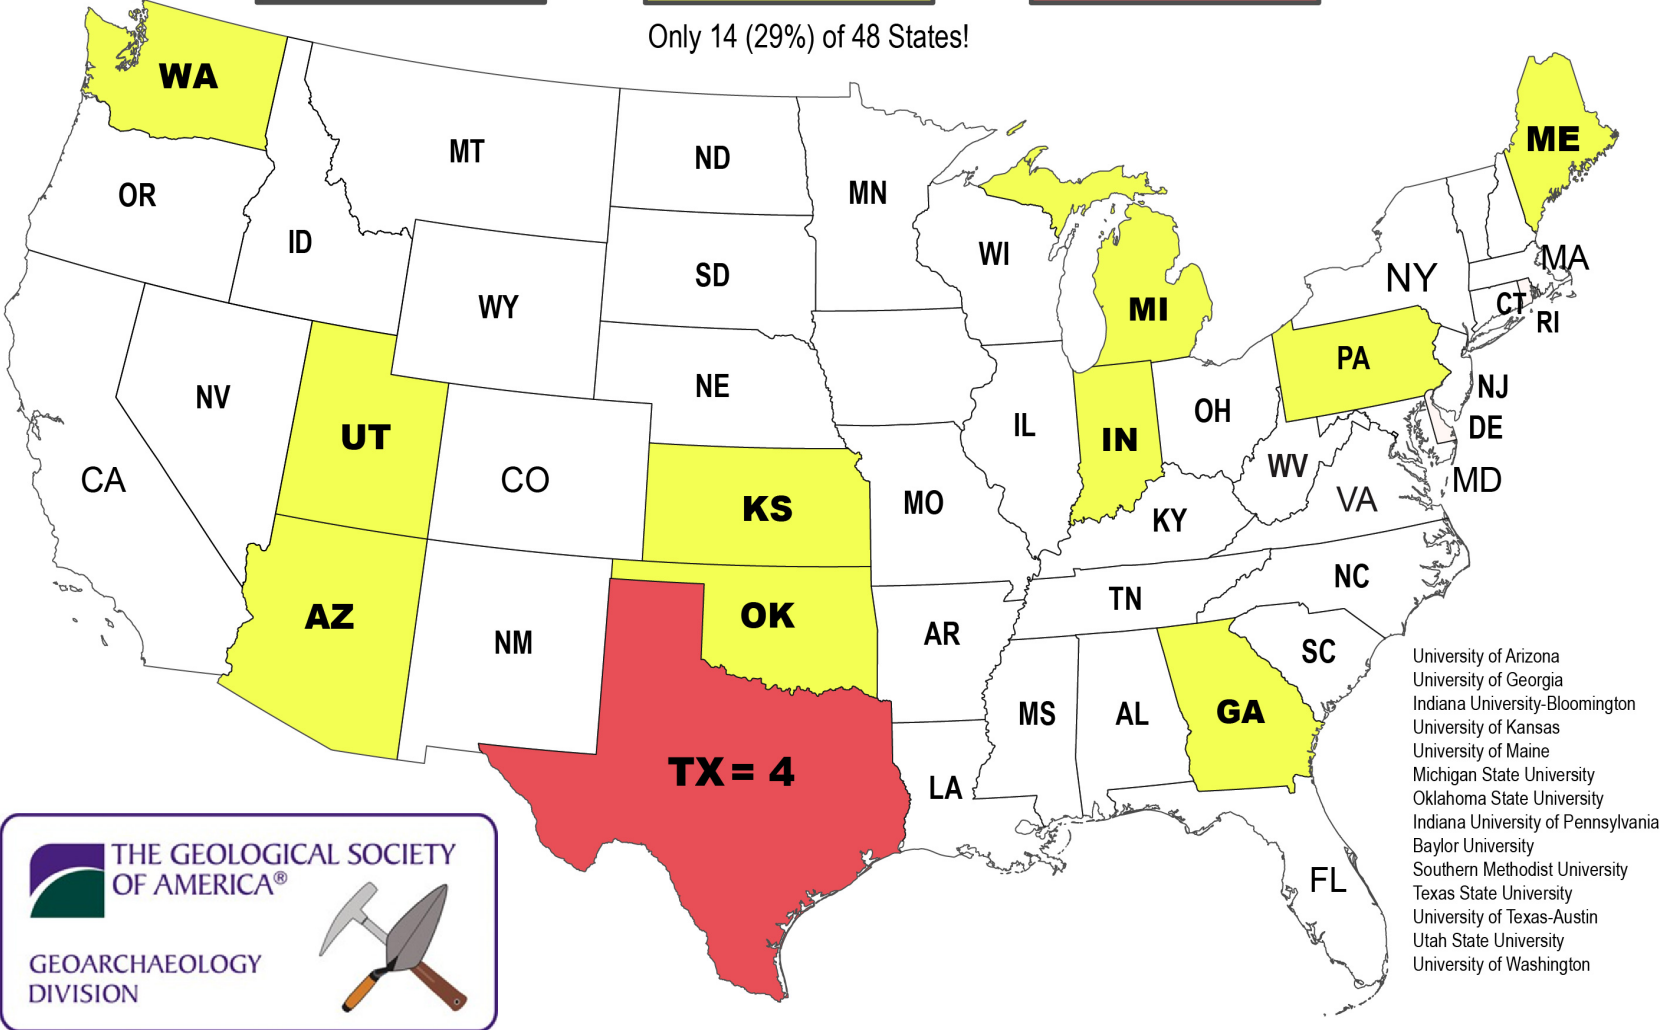 Only 14 (29%) of 48 States!
WA
MT
ND
MN
ME
OR
ID
SD
WI
MA
NY
WY
MI
CT
RI
PA
NV
NE
NJ
UT
IL
IN
OH
DE
CA
CO
KS
MO
WV
MD
VA
KY
AZ
NM
OK
AR
TN
NC
SC
TX = 4
MS
AL
GA
LA
FL
University of Arizona
University of Georgia
Indiana University-Bloomington
University of Kansas
University of Maine
Michigan State University
Oklahoma State University
Indiana University of Pennsylvania
Baylor University
Southern Methodist University
Texas State University
University of Texas-Austin
Utah State University
University of Washington
THE GEOLOGICAL SOCIETY
OF AMERICA®
GEOARCHAEOLOGY
DIVISION